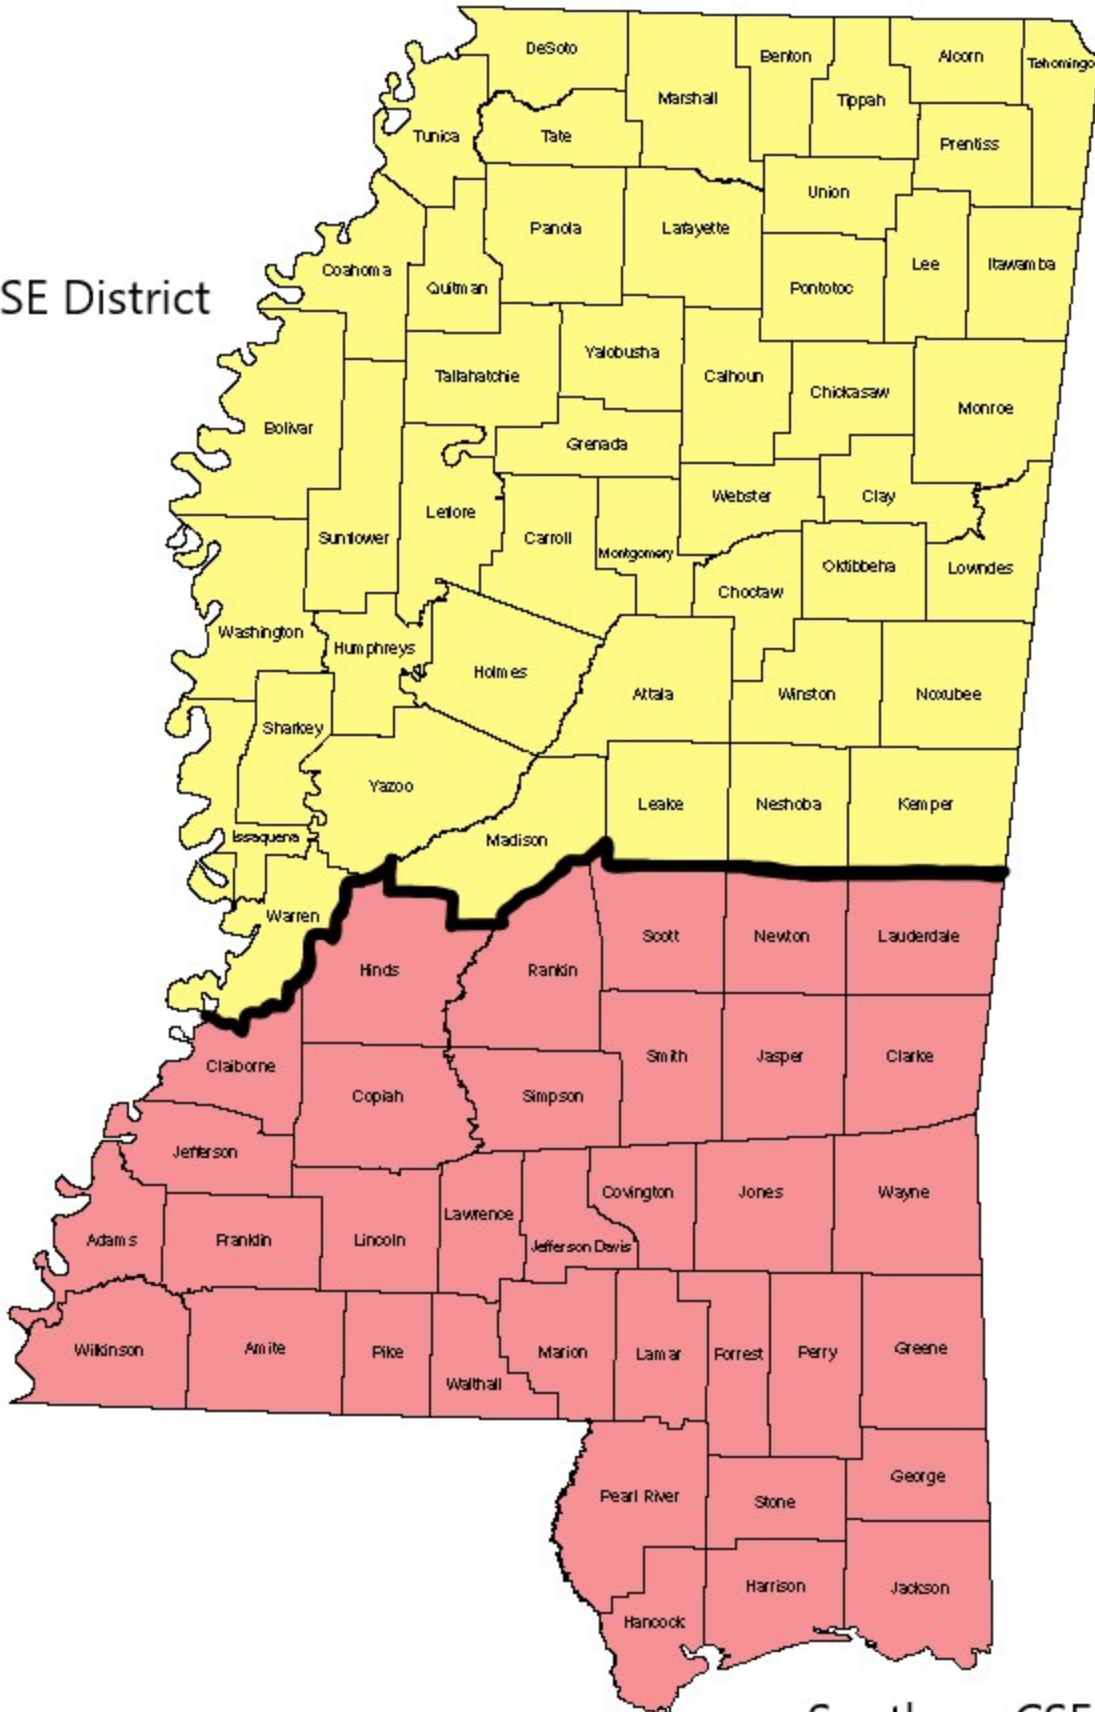 DeSoto
Benton
Alcorn
Tishomingo
Marshall
Tippah
Tunica
Tate
Prentiss
Union
Panola
Lafayette
Coahoma
Lee
Itawamba
SE District
Quitman
Pontotoc
Yalobusha
Tallahatchie
Calhoun
Chickasaw
Monroe
Bolivar
Grenada
Webster
Clay
Leflore
Sunflower
Carroll
Montgomery
Oktibbeha
Lowndes
Choctaw
Washington
Humphreys
Holmes
Attala
Winston
Noxubee
Sharkey
Yazoo
Leake
Neshoba
Kemper
Issaquena
Madison
Warren
Scott
Newton
Lauderdale
Hinds
Rankin
Smith
Jasper
Clarke
Claiborne
Copiah
Simpson
Jefferson
Covington
Jones
Wayne
Lawrence
Adams
Franklin
Lincoln
Jefferson Davis
Wilkinson
Amite
Pike
Marion
Lamar
Forrest
Perry
Greene
Walthall
George
Pearl River
Stone
Harrison
Jackson
Hancock